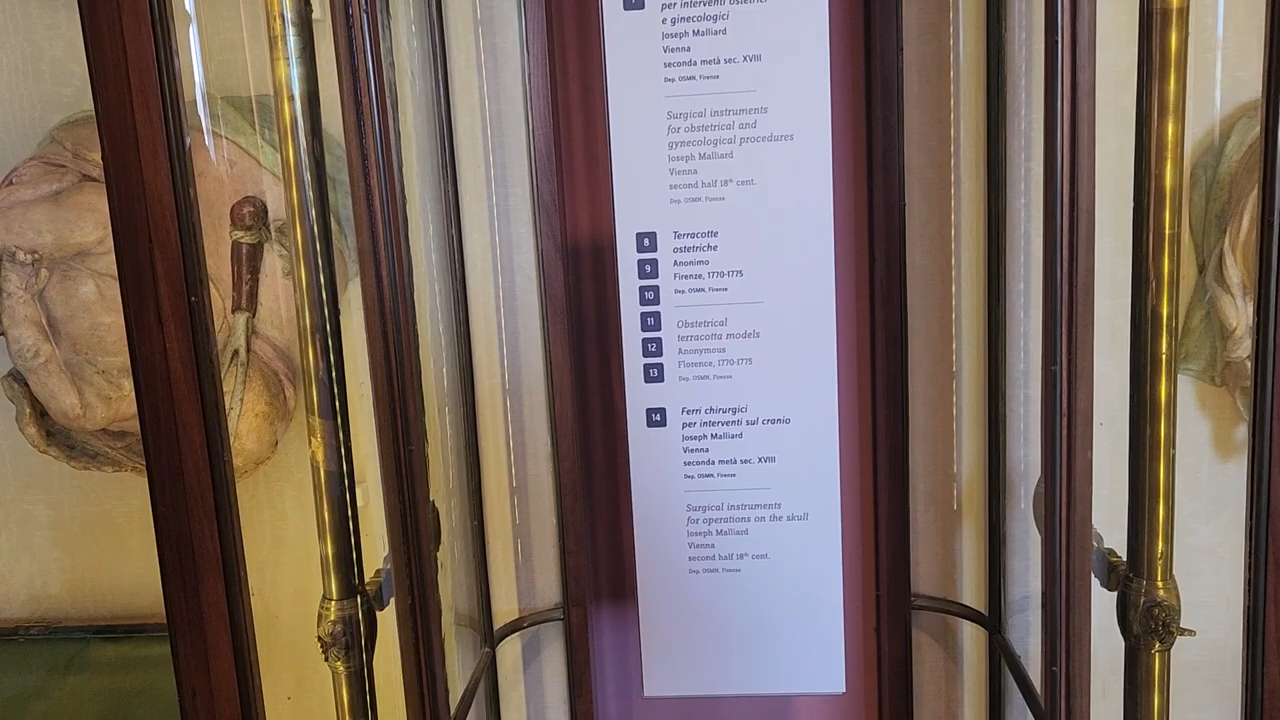 per interventi ostetrici
e ginecologici
Joseph Malliard
Vienna
seconda metà sec. XVIII
Dep. OSMN, Firenze
Surgical instruments
for obstetrical and
gynecological procedures
Joseph Malliard
Vienna
second half 18th cent.
Dep. OSMN, Firenze
8
9
10
11
12
13
Terracotte
ostetriche
Anonimo
Firenze, 1770-1775
Dep. OSMN, Firenze
Obstetrical
terracotta models
Anonymous
Florence, 1770-1775
Dep. OSMN, Firenze
14
Ferri chirurgici
per interventi sul cranio
Joseph Malliard
Vienna
seconda metà sec. XVIII
Dep. OSMN, Firenze
Surgical instruments
for operations on the skull
Joseph Malliard
Vienna
second half 18th cent.
Dep. OSMN, Firenze